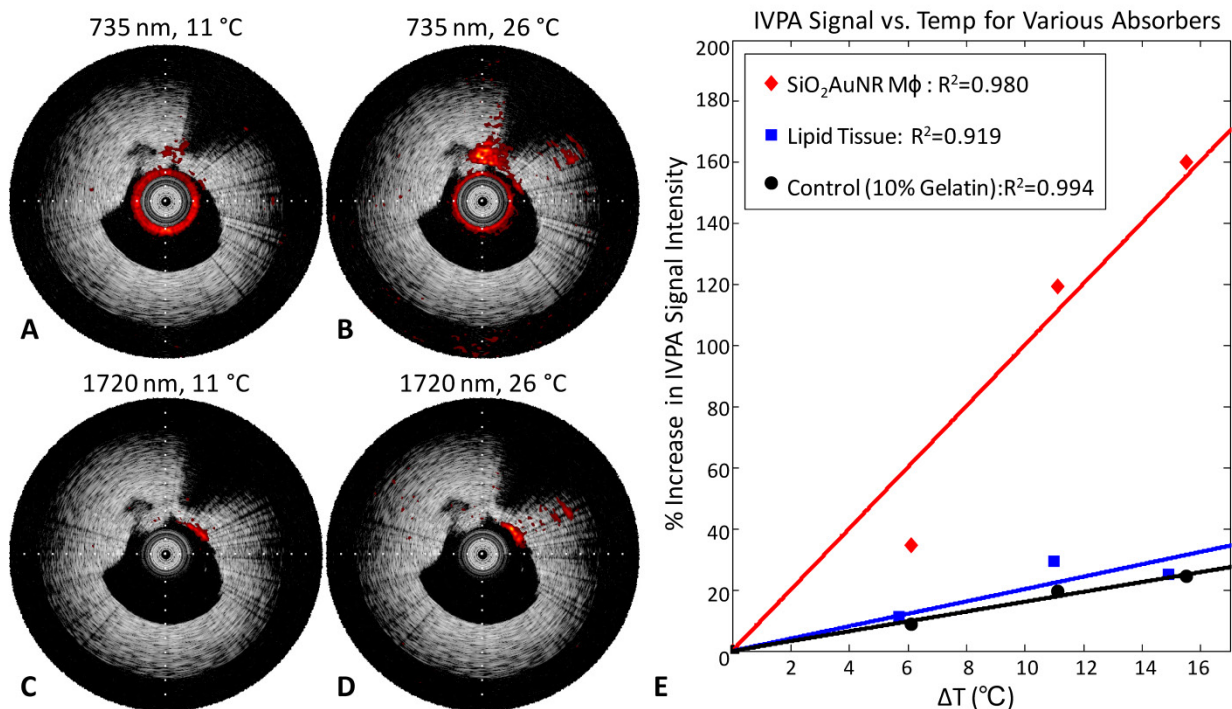 735 nm, 11 °C
735 nm, 26 °C
A
B
1720 nm, 11 °C
1720 nm, 26 °C
C
D
IVPA Signal vs. Temp for Various Absorbers
SiO₂AuNR Mϕ : R²=0.980
Lipid Tissue: R²=0.919
Control (10% Gelatin):R²=0.994
% Increase in IVPA Signal Intensity
200
180
160
140
120
100
80
60
40
20
0
2
4
6
8
10
12
14
16
ΔT (°C)
E